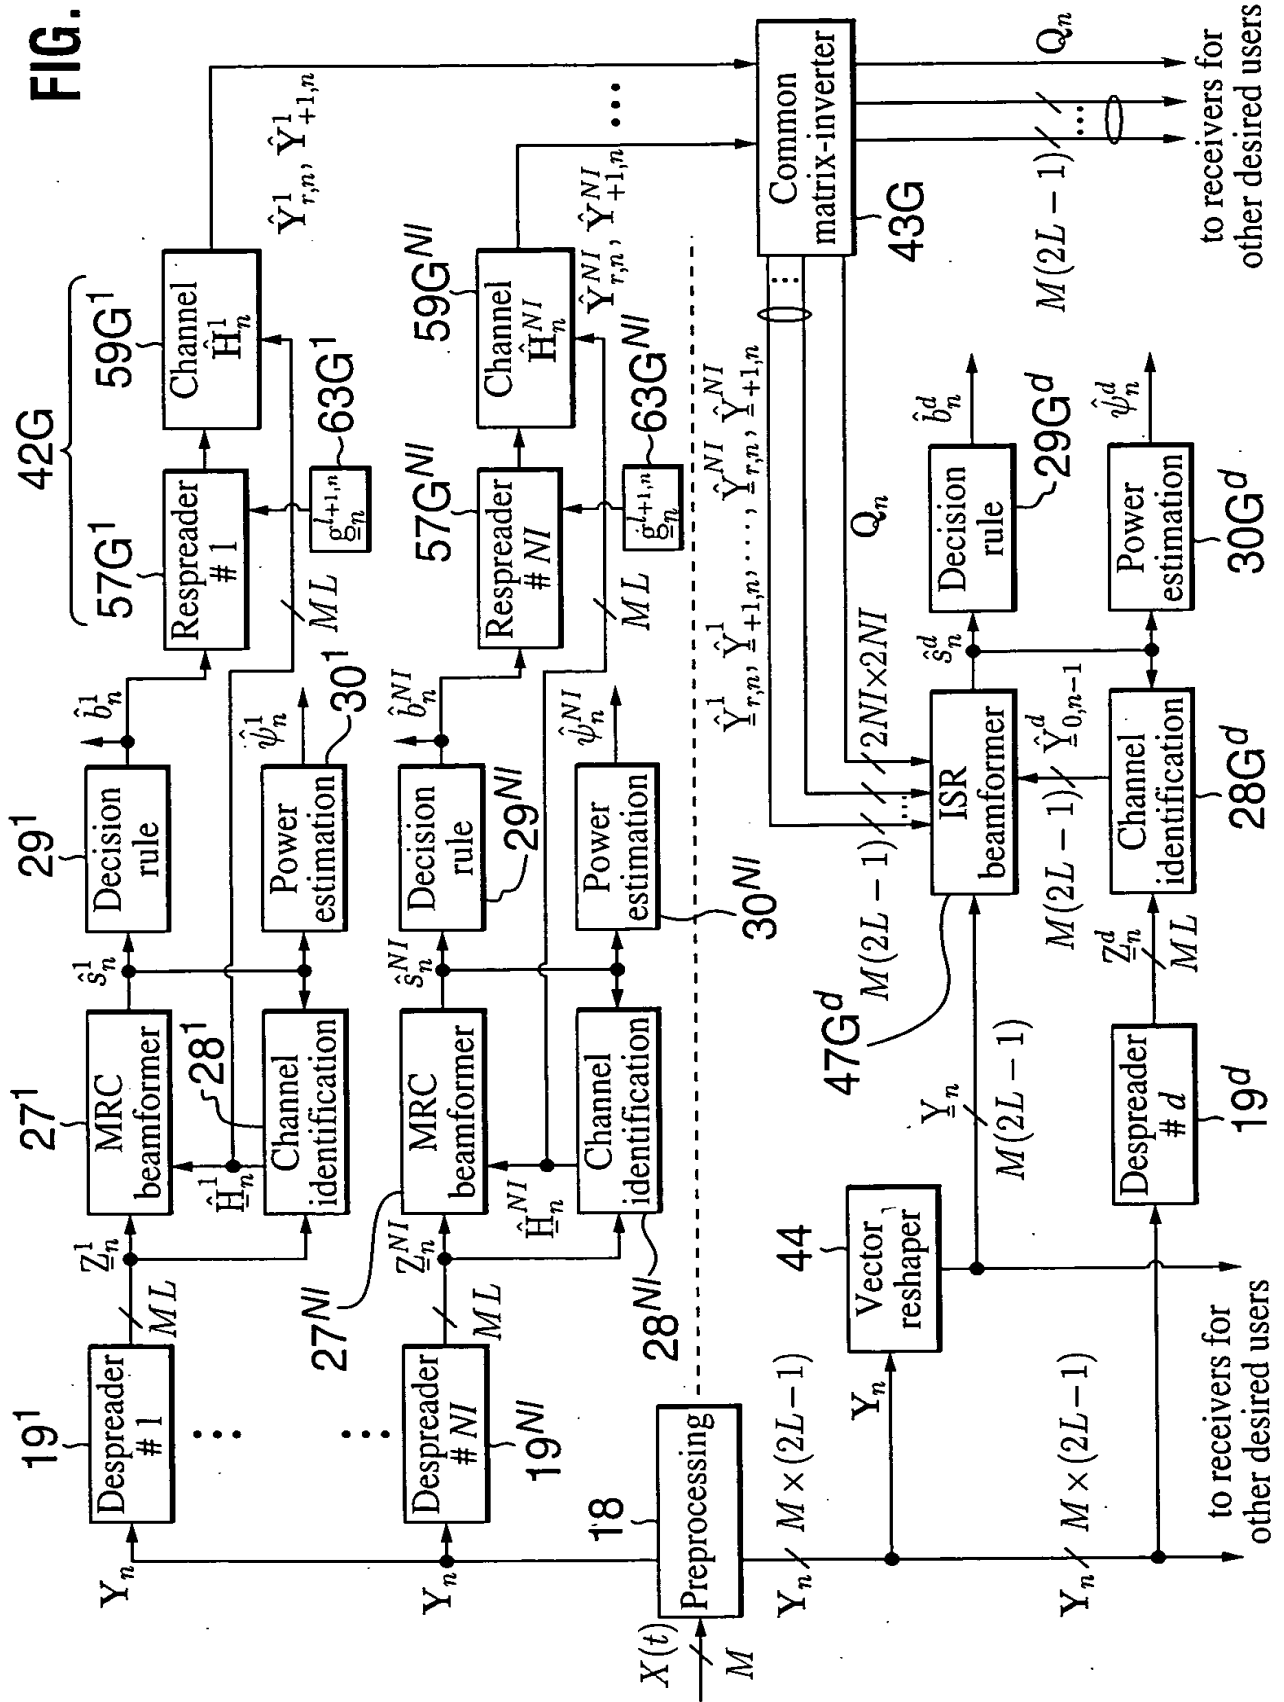 FIG.
42G
57G¹
59G¹
Respreader
# 1
Channel
Ĥ¹ₙ
Ŷ¹ᵣ,ₙ, Ŷ¹₊₁,ₙ
63G¹
gₙˡ⁺¹,ⁿ
ML
19¹
Despreader
# 1
ML
Z¹ₙ
27¹
MRC
beamformer
ŝ¹ₙ
29¹
Decision
rule
b̂¹ₙ
Ĥ¹ₙ
28¹
Channel
identification
Power
estimation
30¹
ψ̂¹ₙ
Yₙ
57Gᴺᴵ
59Gᴺᴵ
Respreader
# NI
Channel
Ĥᴺᴵₙ
Ŷᴺᴵᵣ,ₙ, Ŷᴺᴵ₊₁,ₙ
63Gᴺᴵ
gₙˡ⁺¹,ⁿ
ML
Despreader
# NI
19ᴺᴵ
ML
Zᴺᴵₙ
27ᴺᴵ
MRC
beamformer
ŝᴺᴵₙ
Decision
rule
29ᴺᴵ
b̂ᴺᴵₙ
Ĥᴺᴵₙ
Channel
identification
28ᴺᴵ
Power
estimation
30ᴺᴵ
ψ̂ᴺᴵₙ
Yₙ
X(t)
M
18
Preprocessing
Common
matrix-inverter
43G
M(2L−1)
Qₙ
to receivers for
other desired users
Ŷ¹ᵣ,ₙ, Ŷ¹₊₁,ₙ, ..., Ŷᴺᴵᵣ,ₙ, Ŷᴺᴵ₊₁,ₙ
Qₙ
Yₙ
M×(2L−1)
Yₙ
44
Vector
reshaper
Yₙ
M(2L−1)
47Gᵈ
M(2L−1)
2NI×2NI
ISR
beamformer
ŝᵈₙ
Decision
rule
29Gᵈ
b̂ᵈₙ
M(2L−1)
Ŷᵈ₀,ₙ₋₁
Yₙ
M×(2L−1)
Despreader
# d
19ᵈ
Zᵈₙ
ML
Channel
identification
28Gᵈ
Power
estimation
30Gᵈ
ψ̂ᵈₙ
to receivers for
other desired users